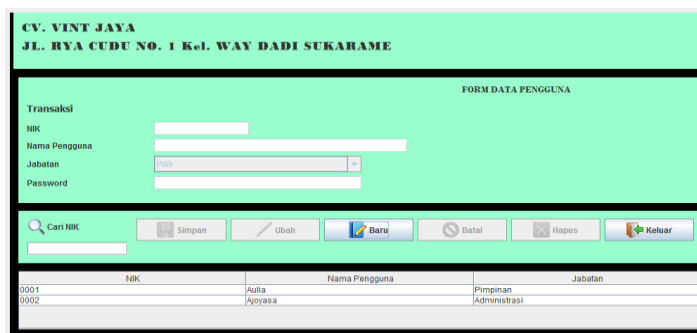 CV. VINT JAYA
JL. RYA CUDU NO. 1 Kel. WAY DADI SUKARAME
FORM DATA PENGGUNA
Transaksi
NIK
Nama Pengguna
Jabatan Pilih
Password
Cari NIK Simpan Ubah Baru Batal Hapus Keluar
NIK Nama Pengguna Jabatan
0001 Aulia Pimpinan
0002 Ajoyasa Administrasi